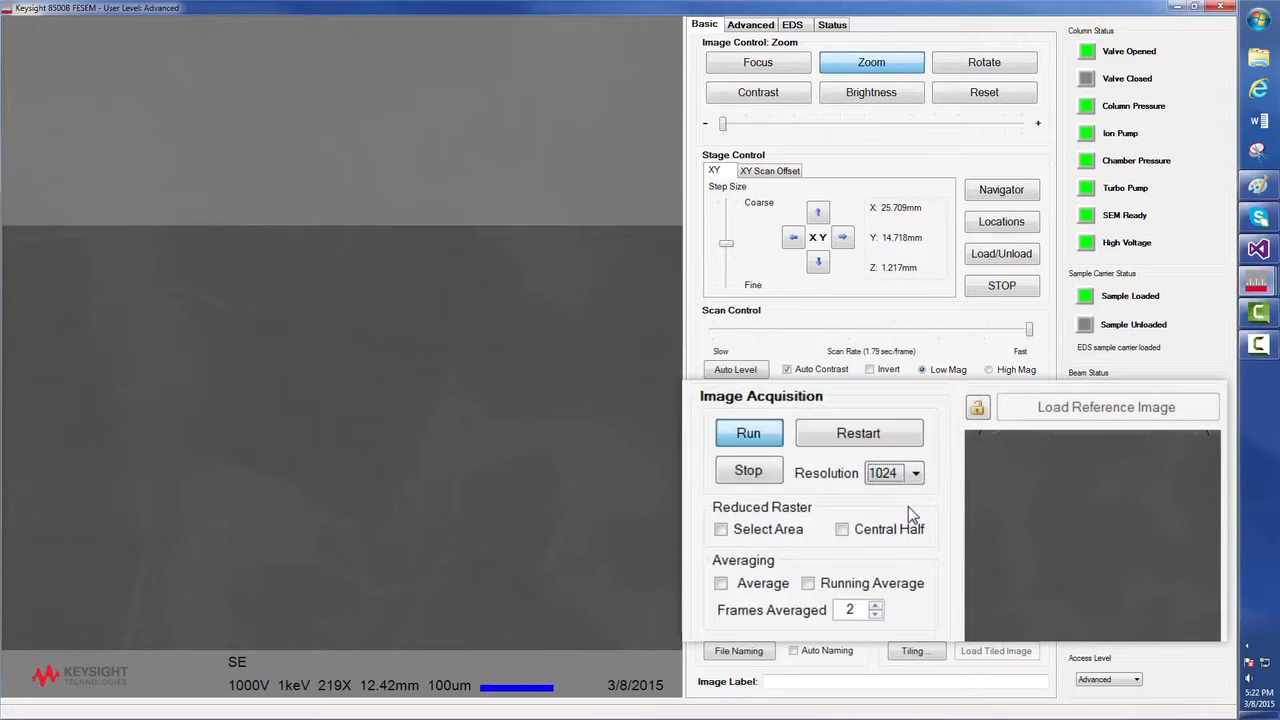 Keysight 8500B FESEM - User Level: Advanced
Basic Advanced EDS Status
Image Control: Zoom
Focus Zoom Rotate
Contrast Brightness Reset
- +
Stage Control
XY XY Scan Offset
Step Size
Coarse
X Y
Fine
X: 25.709mm
Y: 14.718mm
Z: 1.217mm
Navigator
Locations
Load/Unload
STOP
Scan Control
Slow Scan Rate (1.79 sec/frame) Fast
Auto Level Auto Contrast Invert Low Mag High Mag
Image Acquisition
Run Restart
Stop Resolution 1024
Reduced Raster
Select Area Central Half
Averaging
Average Running Average
Frames Averaged 2
Load Reference Image
File Naming Auto Naming Tiling ... Load Tiled Image
Image Label:
Column Status
Valve Opened
Valve Closed
Column Pressure
Ion Pump
Chamber Pressure
Turbo Pump
SEM Ready
High Voltage
Sample Carrier Status
Sample Loaded
Sample Unloaded
EDS sample carrier loaded
Beam Status
Access Level
Advanced
KEYSIGHT
TECHNOLOGIES
SE
1000V 1keV 219X 12.42mm 100um 3/8/2015
5:22 PM
3/8/2015